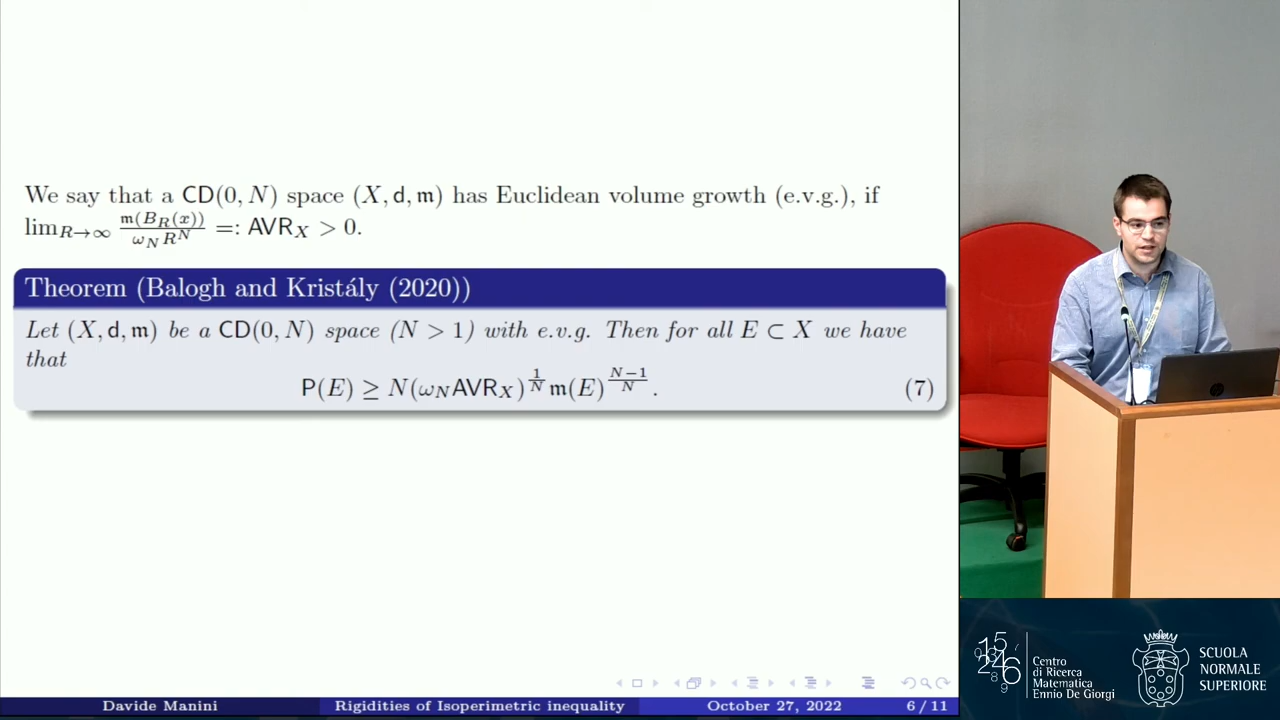 We say that a CD(0, N) space (X, d, 𝔪) has Euclidean volume growth (e.v.g.), if
lim_{R→∞} \frac{𝔪(B_R(x))}{ω_N R^N} =: AVR_X > 0.
Theorem (Balogh and Kristály (2020))
Let (X, d, 𝔪) be a CD(0, N) space (N > 1) with e.v.g. Then for all E ⊂ X we have
that
P(E) ≥ N(ω_N AVR_X)^{\frac{1}{N}} 𝔪(E)^{\frac{N−1}{N}}. (7)
Davide Manini Rigidities of Isoperimetric inequality October 27, 2022 6 / 11
Centro
di Ricerca
Matematica
Ennio De Giorgi
SCUOLA
NORMALE
SUPERIORE